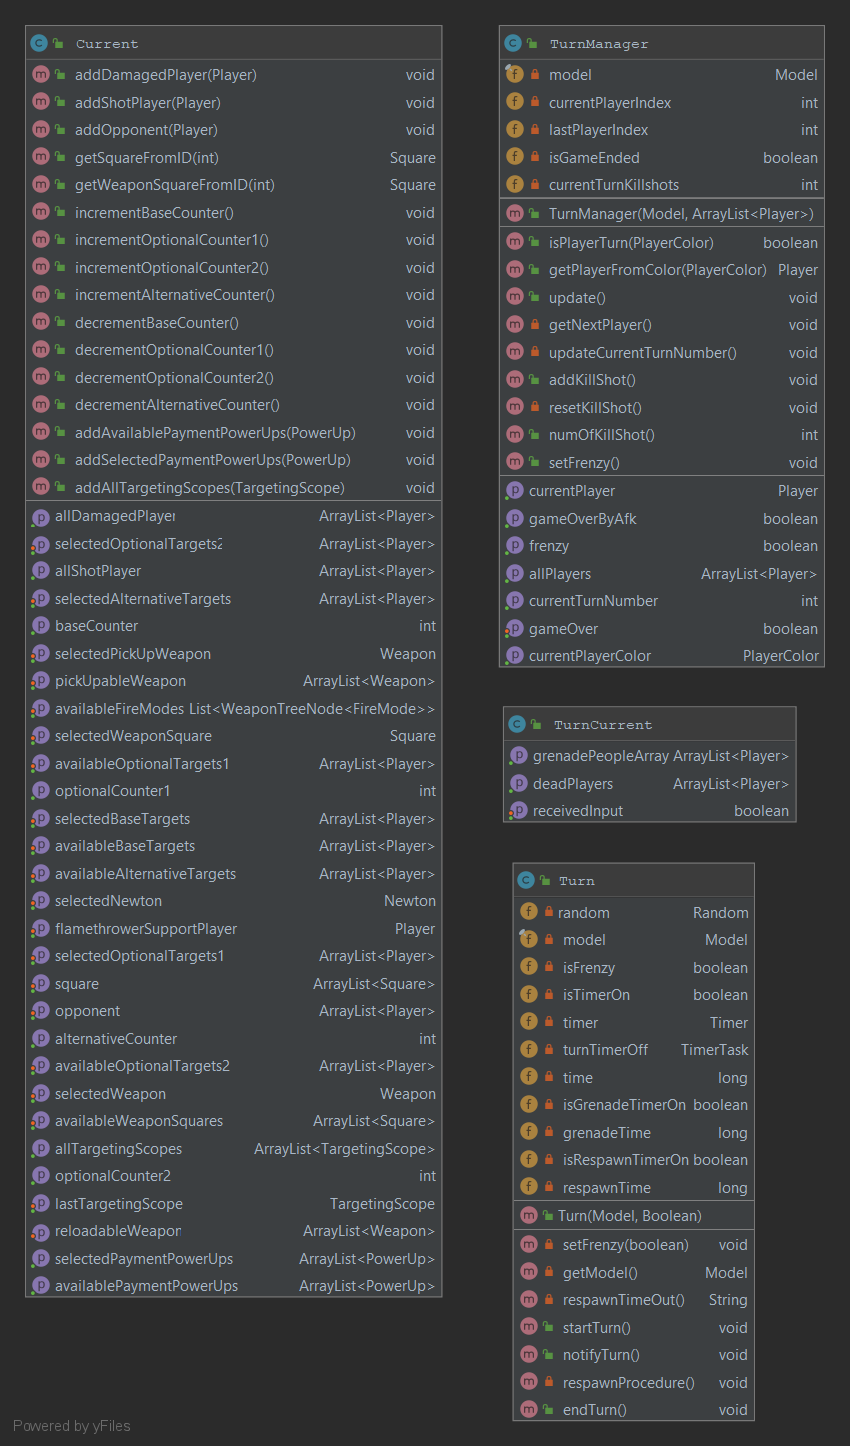 Current
addDamagedPlayer(Player) void
addShotPlayer(Player) void
addOpponent(Player) void
getSquareFromID(int) Square
getWeaponSquareFromID(int) Square
incrementBaseCounter() void
incrementOptionalCounter1() void
incrementOptionalCounter2() void
incrementAlternativeCounter() void
decrementBaseCounter() void
decrementOptionalCounter1() void
decrementOptionalCounter2() void
decrementAlternativeCounter() void
addAvailablePaymentPowerUps(PowerUp) void
addSelectedPaymentPowerUps(PowerUp) void
addAllTargetingScopes(TargetingScope) void
allDamagedPlayer ArrayList<Player>
selectedOptionalTargets2 ArrayList<Player>
allShotPlayer ArrayList<Player>
selectedAlternativeTargets ArrayList<Player>
baseCounter int
selectedPickUpWeapon Weapon
pickUpableWeapon ArrayList<Weapon>
availableFireModes List<WeaponTreeNode<FireMode>>
selectedWeaponSquare Square
availableOptionalTargets1 ArrayList<Player>
optionalCounter1 int
selectedBaseTargets ArrayList<Player>
availableBaseTargets ArrayList<Player>
availableAlternativeTargets ArrayList<Player>
selectedNewton Newton
flamethrowerSupportPlayer Player
selectedOptionalTargets1 ArrayList<Player>
square ArrayList<Square>
opponent ArrayList<Player>
alternativeCounter int
availableOptionalTargets2 ArrayList<Player>
selectedWeapon Weapon
availableWeaponSquares ArrayList<Square>
allTargetingScopes ArrayList<TargetingScope>
optionalCounter2 int
lastTargetingScope TargetingScope
reloadableWeapon ArrayList<Weapon>
selectedPaymentPowerUps ArrayList<PowerUp>
availablePaymentPowerUps ArrayList<PowerUp>
TurnManager
model Model
currentPlayerIndex int
lastPlayerIndex int
isGameEnded boolean
currentTurnKillshots int
TurnManager(Model, ArrayList<Player>)
isPlayerTurn(PlayerColor) boolean
getPlayerFromColor(PlayerColor) Player
update() void
getNextPlayer() void
updateCurrentTurnNumber() void
addKillShot() void
resetKillShot() void
numOfKillShot() int
setFrenzy() void
currentPlayer Player
gameOverByAfk boolean
frenzy boolean
allPlayers ArrayList<Player>
currentTurnNumber int
gameOver boolean
currentPlayerColor PlayerColor
TurnCurrent
grenadePeopleArray ArrayList<Player>
deadPlayers ArrayList<Player>
receivedInput boolean
Turn
random Random
model Model
isFrenzy boolean
isTimerOn boolean
timer Timer
turnTimerOff TimerTask
time long
isGrenadeTimerOn boolean
grenadeTime long
isRespawnTimerOn boolean
respawnTime long
Turn(Model, Boolean)
setFrenzy(boolean) void
getModel() Model
respawnTimeOut() String
startTurn() void
notifyTurn() void
respawnProcedure() void
endTurn() void
Powered by yFiles